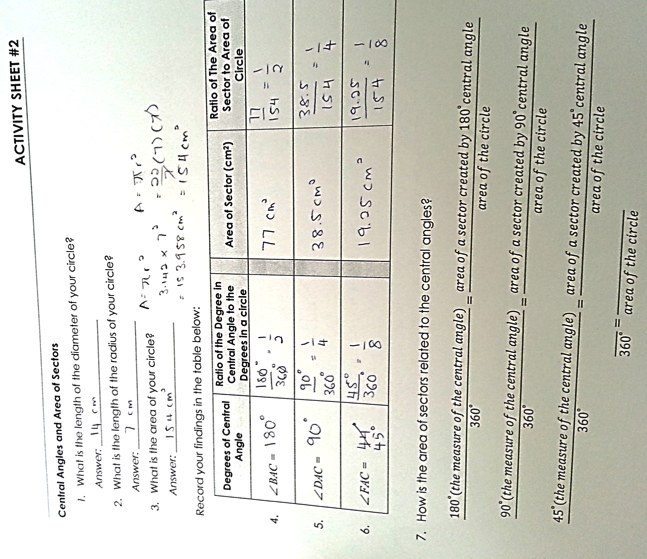 ACTIVITY SHEET #2
Central Angles and Area of Sectors
1. What is the length of the diameter of your circle?
Answer: 14 cm
2. What is the length of the radius of your circle?
Answer: 7 cm
3. What is the area of your circle?
Answer: 154 cm²
A = πr²
3.142 × 7²
= 153.958 cm²
A = πr²
= 22/7 (7)(7)
= 154 cm²
Record your findings in the table below:
Degrees of Central Angle
Ratio of the Degree in Central Angle to the Degrees in a circle
Area of Sector (cm²)
Ratio of The Area of Sector to Area of Circle
4. ∠BAC = 180° 180°/360° = 1/2 77 cm² 77/154 = 1/2
5. ∠DAC = 90° 90°/360° = 1/4 38.5 cm² 38.5/154 = 1/4
6. ∠FAC = 45° 45°/360 = 1/8 19.25 cm² 19.25/154 = 1/8
7. How is the area of sectors related to the central angles?
180°(the measure of the central angle)/360° = area of a sector created by 180° central angle/area of the circle
90°(the measure of the central angle)/360° = area of a sector created by 90° central angle/area of the circle
45°(the measure of the central angle)/360° = area of a sector created by 45° central angle/area of the circle
360° = area of the circle